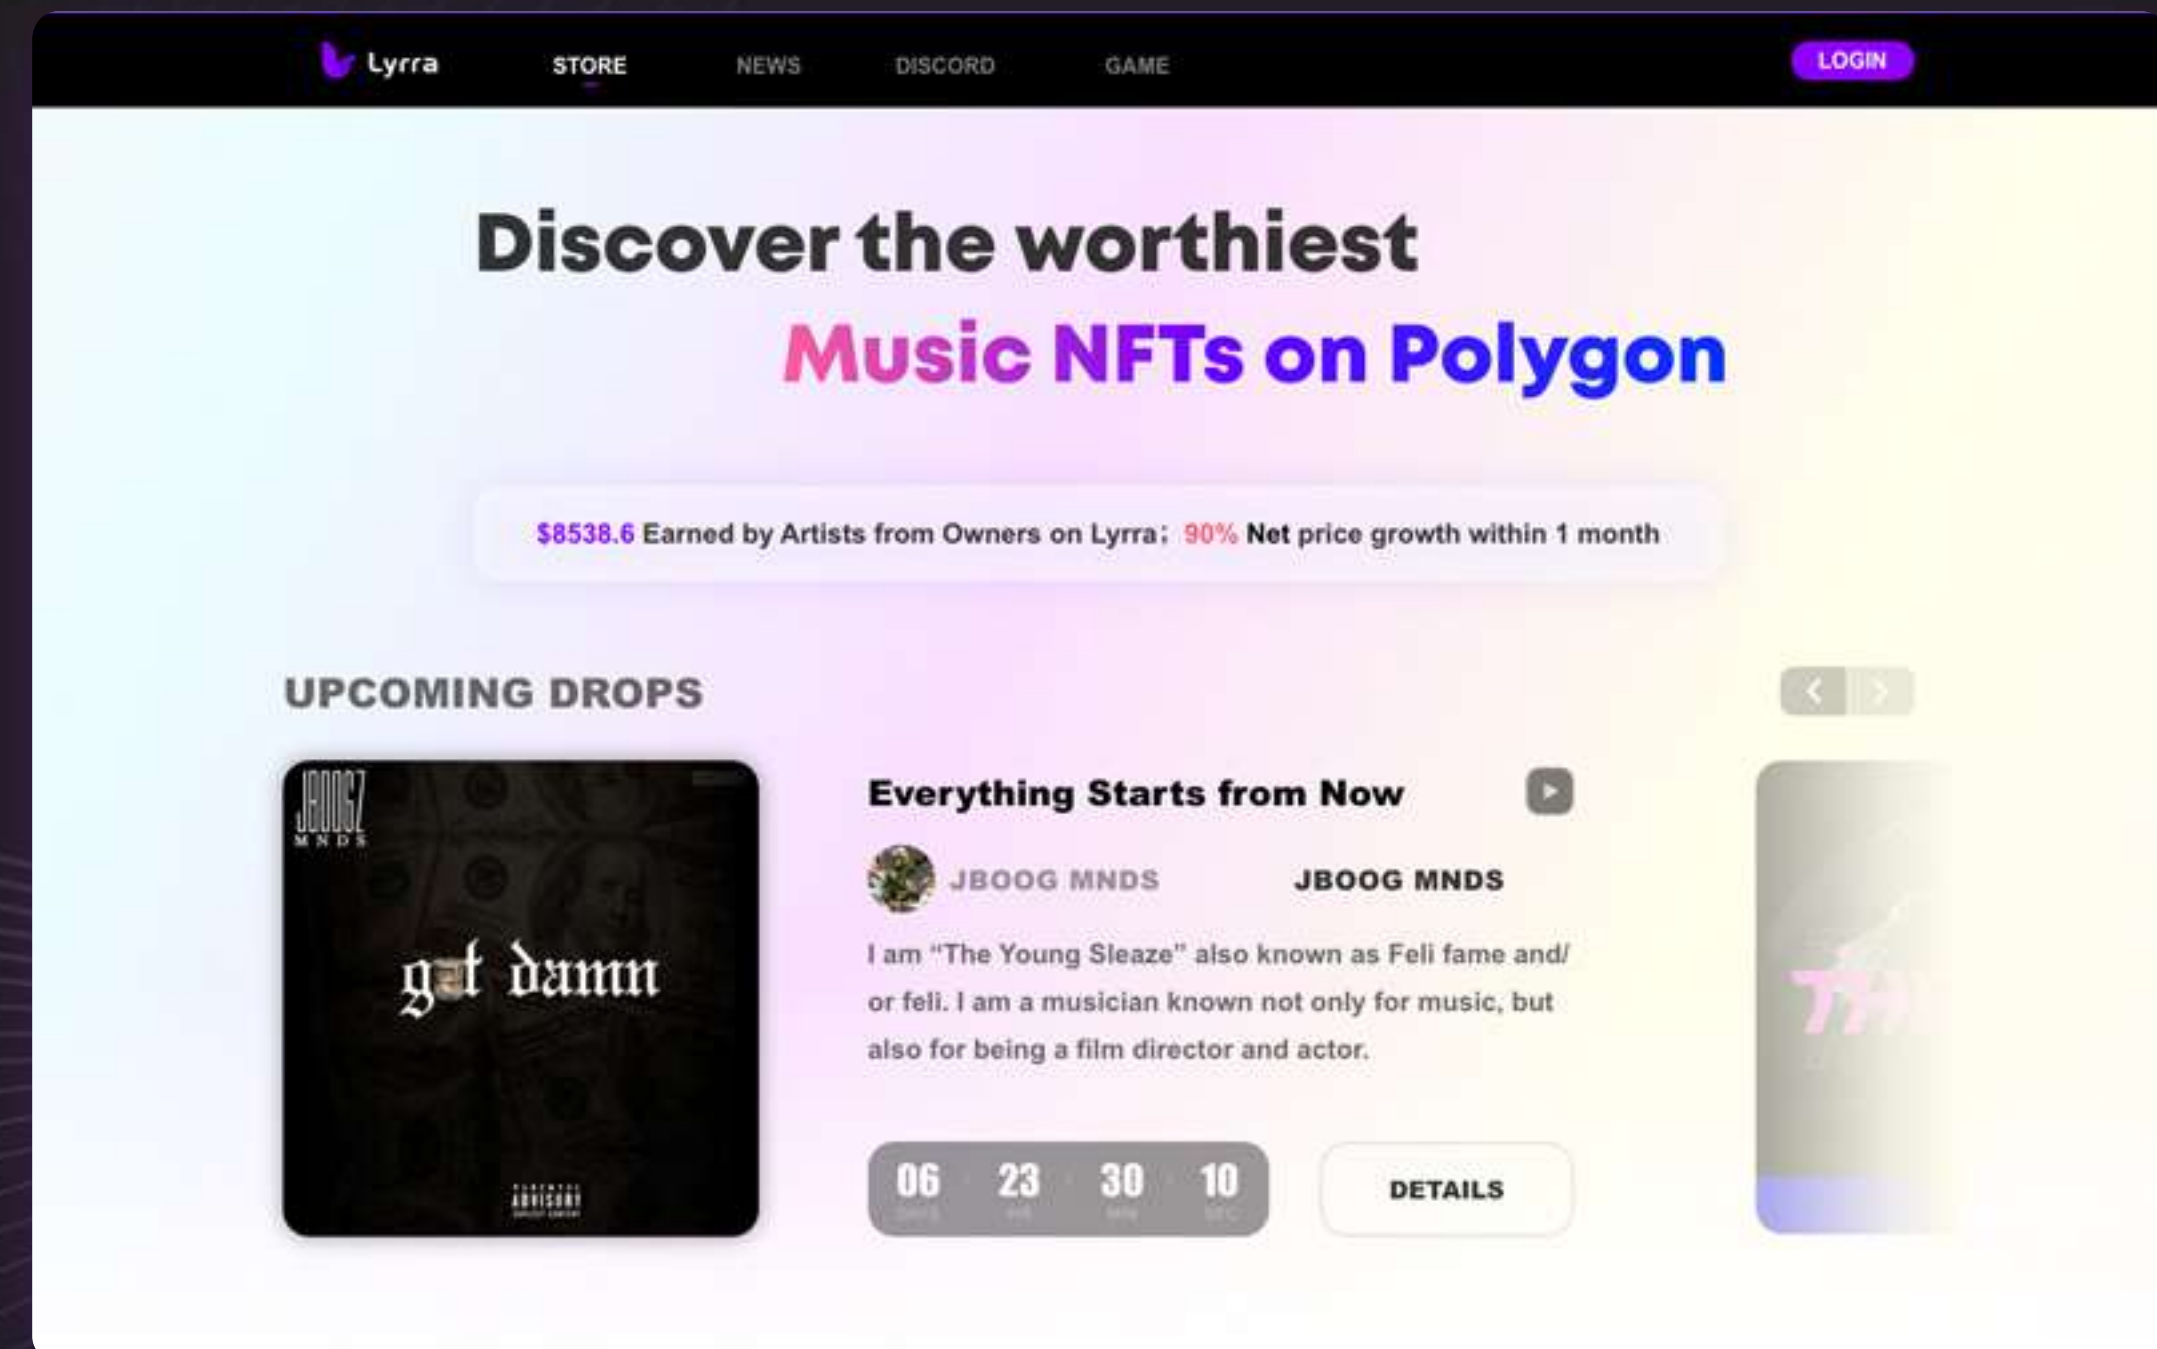 Lyrra
STORE
NEWS
DISCORD
GAME
LOGIN
Discover the worthiest
Music NFTs on Polygon
$8538.6 Earned by Artists from Owners on Lyrra; 90% Net price growth within 1 month
UPCOMING DROPS
JBOOGZ
MNDS
got damn
ADVISORY
Everything Starts from Now
JBOOG MNDS
JBOOG MNDS
I am “The Young Sleaze” also known as Feli fame and/
or feli. I am a musician known not only for music, but
also for being a film director and actor.
06 23 30 10
DETAILS